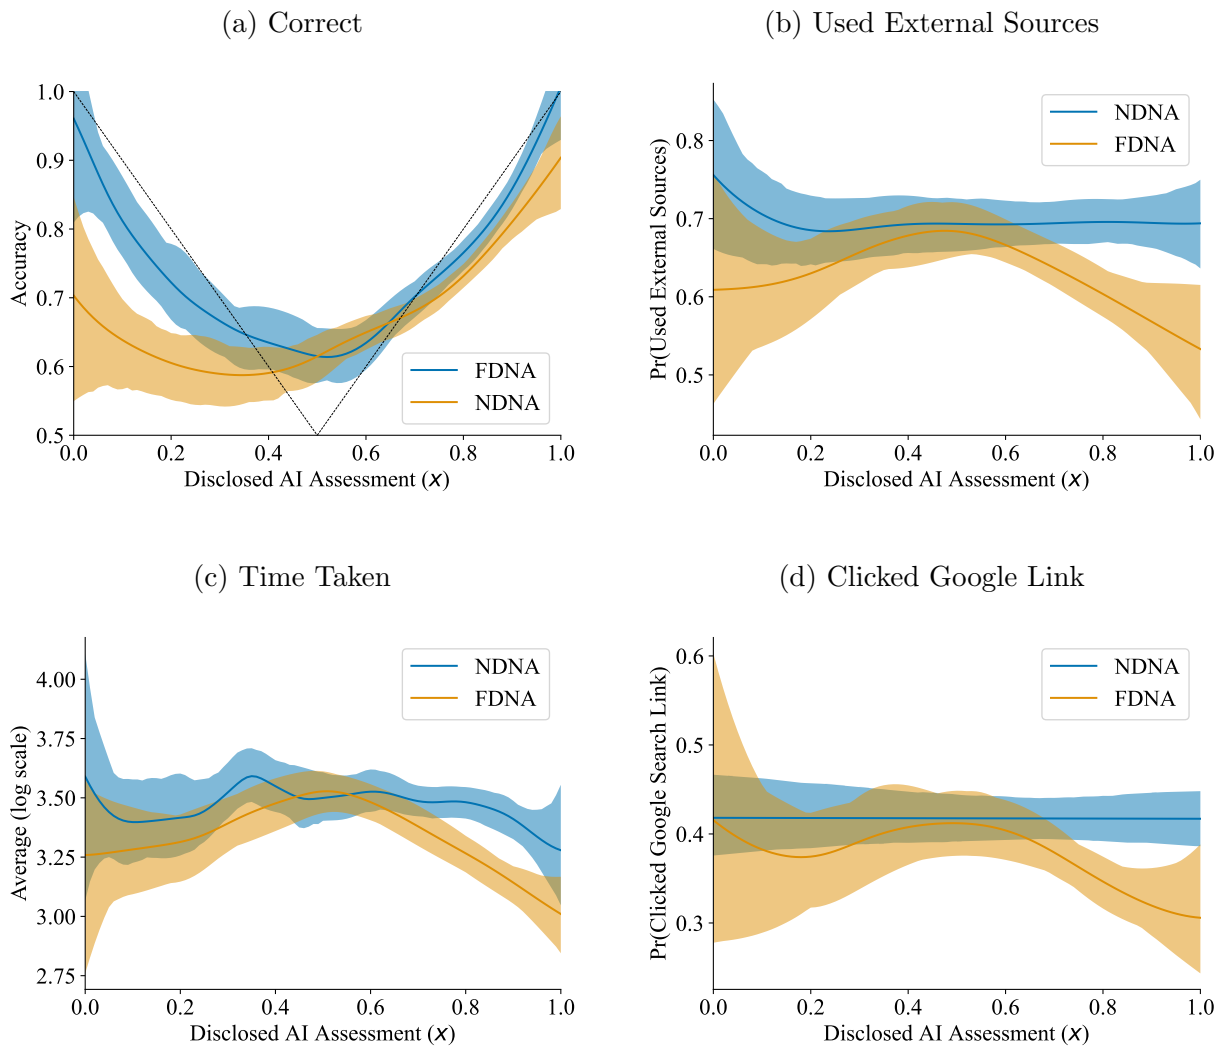 (a) Correct
1.0
0.9
0.8
0.7
0.6
0.5
Accuracy
FDNA
NDNA
0.0 0.2 0.4 0.6 0.8 1.0
Disclosed AI Assessment (x)
(b) Used External Sources
0.8
0.7
0.6
0.5
Pr(Used External Sources)
NDNA
FDNA
0.0 0.2 0.4 0.6 0.8 1.0
Disclosed AI Assessment (x)
(c) Time Taken
4.00
3.75
3.50
3.25
3.00
2.75
Average (log scale)
NDNA
FDNA
0.0 0.2 0.4 0.6 0.8 1.0
Disclosed AI Assessment (x)
(d) Clicked Google Link
0.6
0.5
0.4
0.3
Pr(Clicked Google Search Link)
NDNA
FDNA
0.0 0.2 0.4 0.6 0.8 1.0
Disclosed AI Assessment (x)